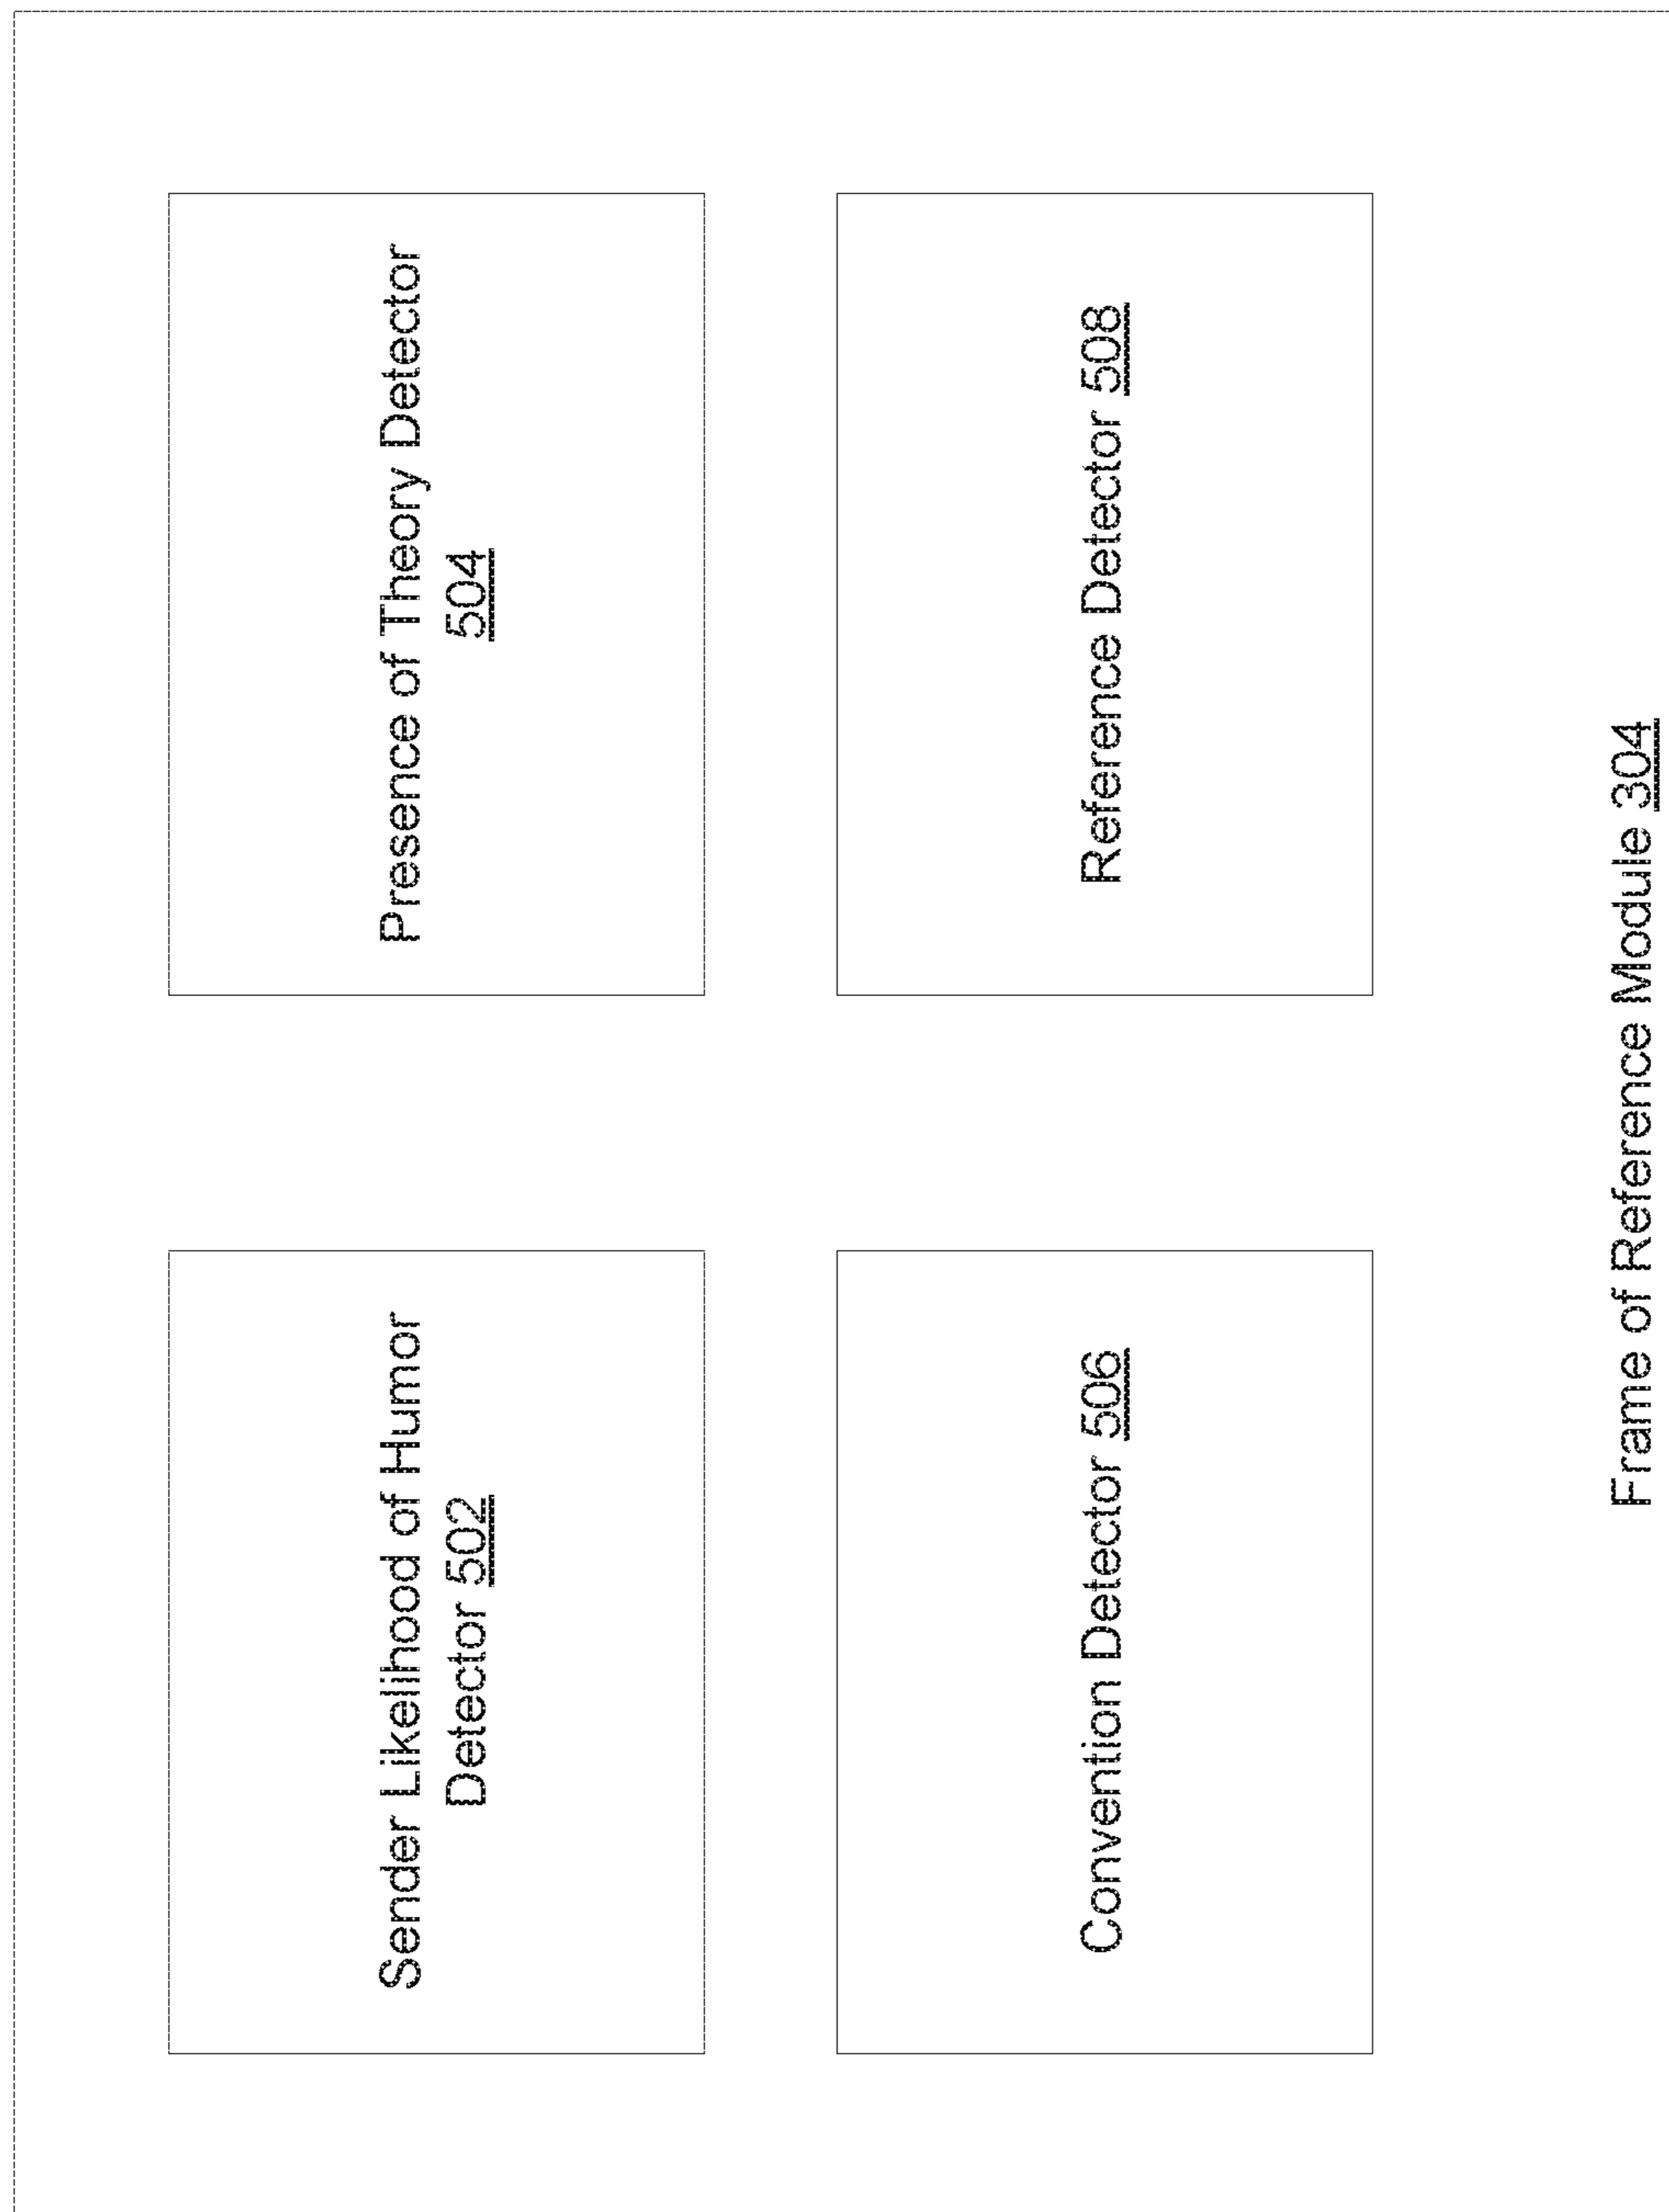 Sender Likelihood of Humor
Detector 502
Presence of Theory Detector
504
Convention Detector 506
Reference Detector 508
Frame of Reference Module 304